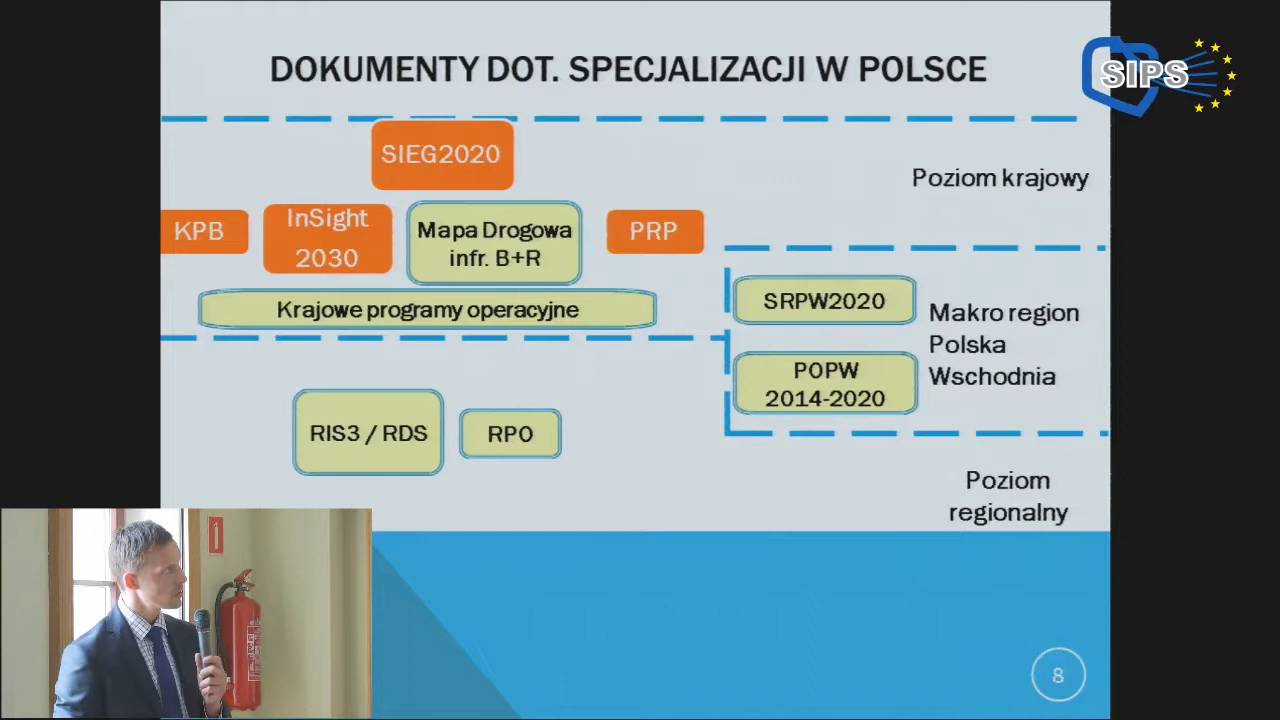 DOKUMENTY DOT. SPECJALIZACJI W POLSCE
SIPS
SIEG2020
Poziom krajowy
KPB
InSight
2030
Mapa Drogowa
infr. B+R
PRP
Krajowe programy operacyjne
SRPW2020
Makro region
Polska
Wschodnia
POPW
2014-2020
RIS3 / RDS
RPO
Poziom
regionalny
8